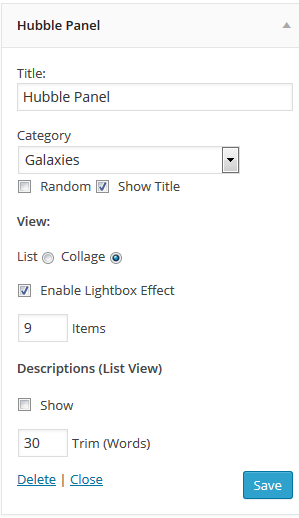 Hubble Panel
Title:
Hubble Panel
Category
Galaxies
Random Show Title
View:
List Collage
Enable Lightbox Effect
9 Items
Descriptions (List View)
Show
30 Trim (Words)
Delete | Close Save